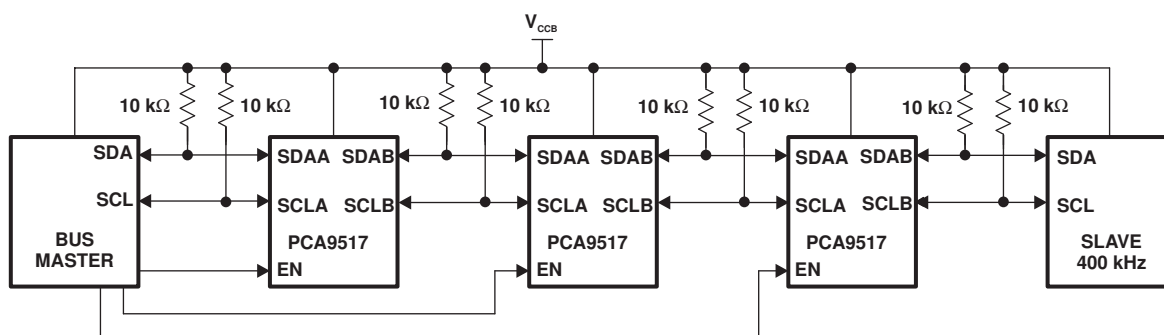 V_CCB
10 kΩ 10 kΩ 10 kΩ 10 kΩ 10 kΩ 10 kΩ 10 kΩ 10 kΩ
SDA SDAA SDAB SDAA SDAB SDAA SDAB SDA
SCL SCLA SCLB SCLA SCLB SCLA SCLB SCL
BUS MASTER
PCA9517 PCA9517 PCA9517
SLAVE 400 kHz
EN EN EN